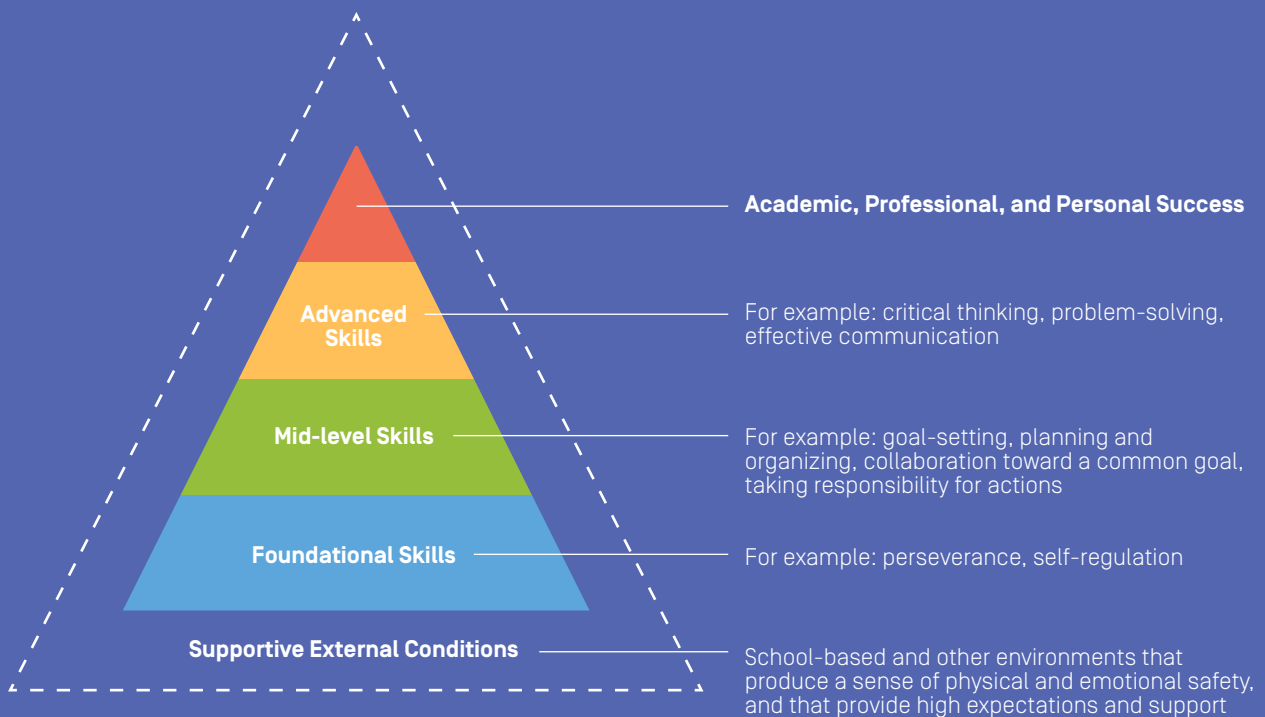 Academic, Professional, and Personal Success
Advanced
Skills
For example: critical thinking, problem-solving,
effective communication
Mid-level Skills
For example: goal-setting, planning and
organizing, collaboration toward a common goal,
taking responsibility for actions
Foundational Skills
For example: perseverance, self-regulation
Supportive External Conditions
School-based and other environments that
produce a sense of physical and emotional safety,
and that provide high expectations and support